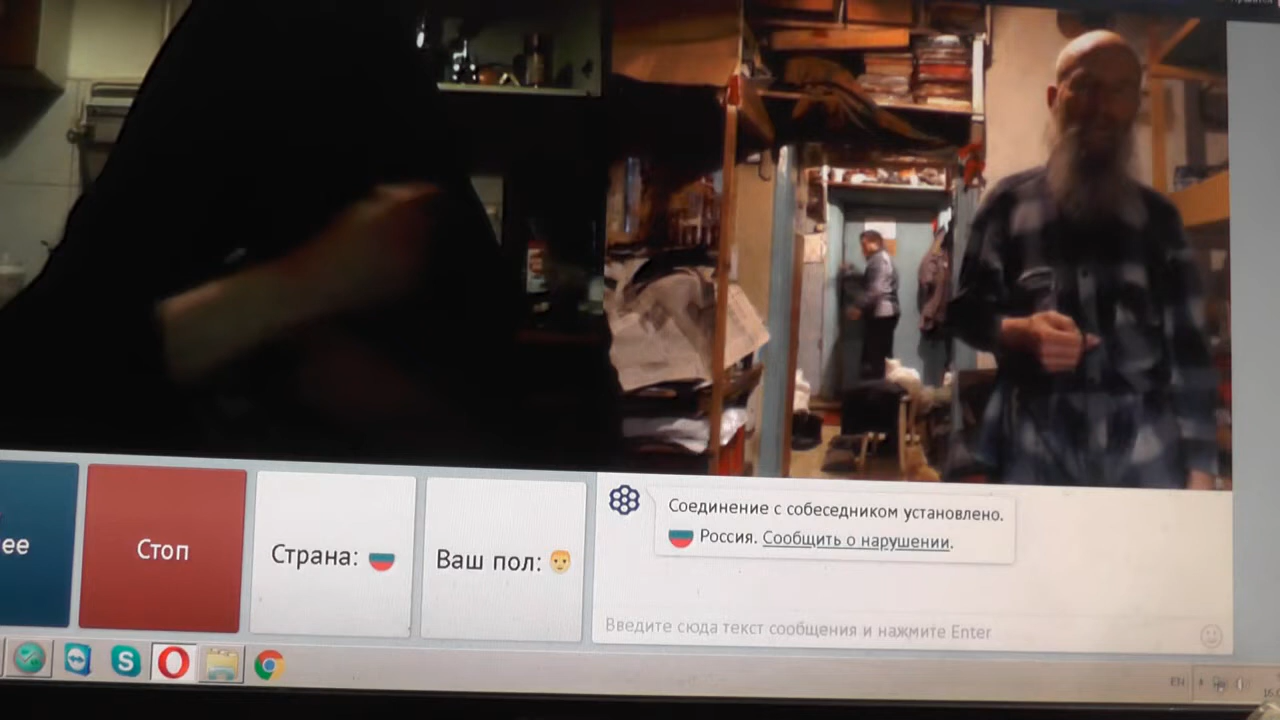 ее
Стоп
Страна:
Ваш пол:
Соединение с собеседником установлено.
Россия. Сообщить о нарушении.
Введите сюда текст сообщения и нажмите Enter
EN